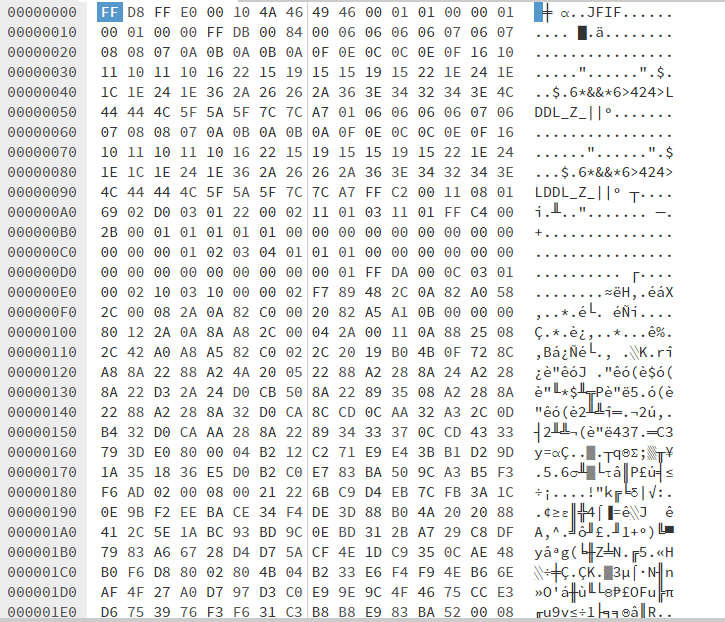 00000000 FF D8 FF E0 00 10 4A 46 49 46 00 01 01 00 00 01 █╪ α..JFIF......
00000010 00 01 00 00 FF DB 00 84 00 06 06 06 06 07 06 07 .... █.ä........
00000020 08 08 07 0A 0B 0A 0B 0A 0F 0E 0C 0C 0E 0F 16 10 ................
00000030 11 10 11 10 16 22 15 19 15 15 19 15 22 1E 24 1E ....."......".$.
00000040 1C 1E 24 1E 36 2A 26 26 2A 36 3E 34 32 34 3E 4C ..$.6*&&*6>424>L
00000050 44 44 4C 5F 5A 5F 7C 7C A7 01 06 06 06 06 07 06 DDL_Z_||º.......
00000060 07 08 08 07 0A 0B 0A 0B 0A 0F 0E 0C 0C 0E 0F 16 ................
00000070 10 11 10 11 10 16 22 15 19 15 15 19 15 22 1E 24 ......"......".$
00000080 1E 1C 1E 24 1E 36 2A 26 26 2A 36 3E 34 32 34 3E ...$.6*&&*6>424>
00000090 4C 44 44 4C 5F 5A 5F 7C 7C A7 FF C2 00 11 08 01 LDDL_Z_||º ┬....
000000A0 69 02 D0 03 01 22 00 02 11 01 03 11 01 FF C4 00 i.╨.."....... ─.
000000B0 2B 00 01 01 01 01 01 00 00 00 00 00 00 00 00 00 +...............
000000C0 00 00 00 01 02 03 04 01 01 01 00 00 00 00 00 00 ................
000000D0 00 00 00 00 00 00 00 00 00 01 FF DA 00 0C 03 01 .......... ┌....
000000E0 00 02 10 03 10 00 00 02 F7 89 48 2C 0A 82 A0 58 ........≈ëH,.éáX
000000F0 2C 00 08 2A 0A 82 C0 00 20 82 A5 A1 0B 00 00 00 ,..*.é└. éÑí....
00000100 80 12 2A 0A 8A A8 2C 00 04 2A 00 11 0A 88 25 08 Ç.*.è¿,..*...ê%.
00000110 2C 42 A0 A8 A5 82 C0 02 2C 20 19 B0 4B 0F 72 8C ,Bá¿Ñé└., .░K.rî
00000120 A8 8A 22 88 A2 4A 20 05 22 88 A2 28 8A 24 A2 28 ¿è"êóJ ."êó(è$ó(
00000130 8A 22 D3 2A 24 D0 CB 50 8A 22 89 35 08 A2 28 8A è"╙*$╨╦Pè"ë5.ó(è
00000140 22 88 A2 28 8A 32 D0 CA 8C CD 0C AA 32 A3 2C 0D "êó(è2╨╩î═.¬2ú,.
00000150 B4 32 D0 CA AA 28 8A 22 89 34 33 37 0C CD 43 33 ┤2╨╩¬(è"ë437.═C3
00000160 79 3D E0 80 00 04 B2 12 C2 71 E9 E4 3B B1 D2 9D y=αÇ..▓.┬qΘΣ;▒╥¥
00000170 1A 35 18 36 E5 D0 B2 C0 E7 83 BA 50 9C A3 B5 F3 .5.6σ╨▓└τâ║P£ú╡≤
00000180 F6 AD 02 00 08 00 21 22 6B C9 D4 EB 7C FB 3A 1C ÷¡....!"k╔╘δ|√:.
00000190 0E 9B F2 EE BA CE 34 F4 DE 3D 88 B0 4A 20 20 88 .¢≥ε║╬4⌠▐=ê░J  ê
000001A0 41 2C 5E 1A BC 93 BD 9C 0E BD 31 2B A7 29 C8 DF A,^.╝ô╜£.╜1+º)╚▀
000001B0 79 83 A6 67 28 D4 D7 5A CF 4E 1D C9 35 0C AE 48 yâªg(╘╫Z╧N.╔5.«H
000001C0 B0 F6 D8 80 02 80 4B 04 B2 33 E6 F4 F9 4E B6 6E ░÷╪Ç.ÇK.▓3µ⌠∙N╢n
000001D0 AF 4F 27 A0 D7 97 D3 C0 E9 9E 9C 4F 46 75 CC E3 »O'á╫ù╙└Θ₧£OFu╠π
000001E0 D6 75 39 76 F3 F6 31 C3 B8 B8 E9 83 BA 52 00 08 ╓u9v≤÷1├╕╕Θâ║R..